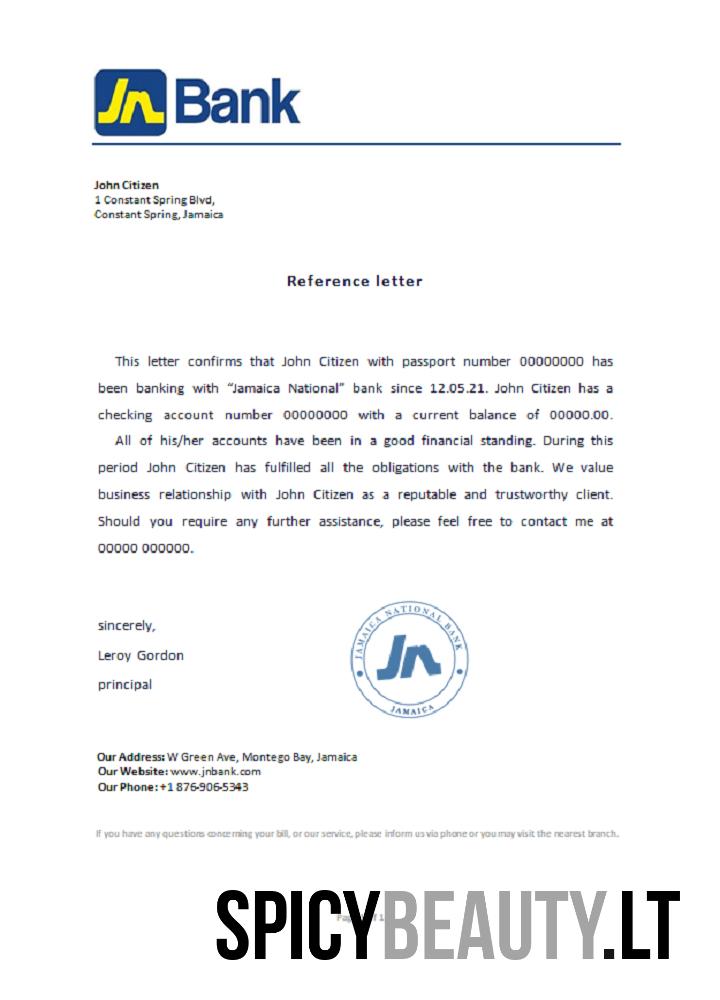 Jn Bank
John Citizen
1 Constant Spring Blvd,
Constant Spring, Jamaica
Reference letter
This letter confirms that John Citizen with passport number 00000000 has
been banking with “Jamaica National” bank since 12.05.21. John Citizen has a
checking account number 00000000 with a current balance of 00000.00.
All of his/her accounts have been in a good financial standing. During this
period John Citizen has fulfilled all the obligations with the bank. We value
business relationship with John Citizen as a reputable and trustworthy client.
Should you require any further assistance, please feel free to contact me at
00000 000000.
sincerely,
Leroy Gordon
principal
JAMAICA NATIONAL BANK
Jn
JAMAICA
Our Address: W Green Ave, Montego Bay, Jamaica
Our Website: www.jnbank.com
Our Phone: +1 876-906-5343
If you have any questions concerning your bill, or our service, please inform us via phone or you may visit the nearest branch.
SPICYBEAUTY.LT